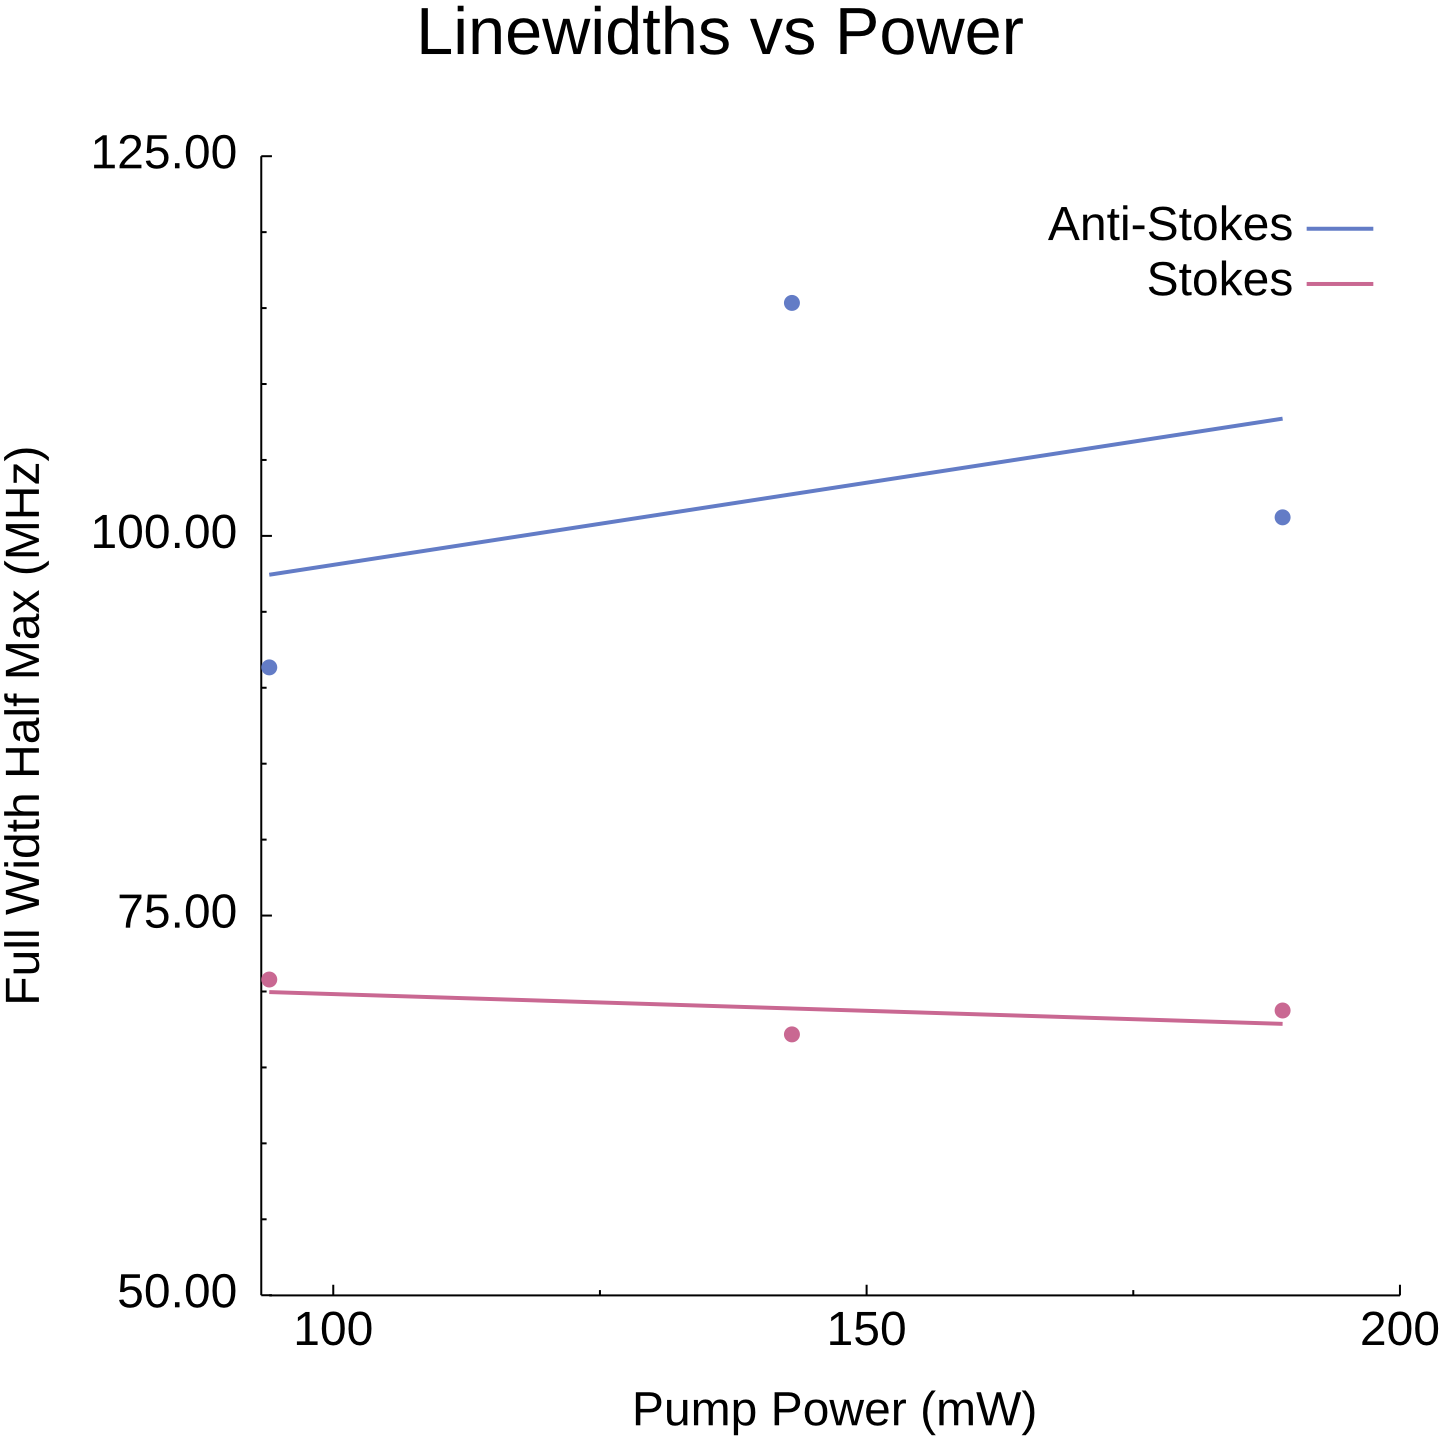 Linewidths vs Power
125.00
Anti-Stokes
Stokes
100.00
Full Width Half Max (MHz)
75.00
50.00
100
150
200
Pump Power (mW)